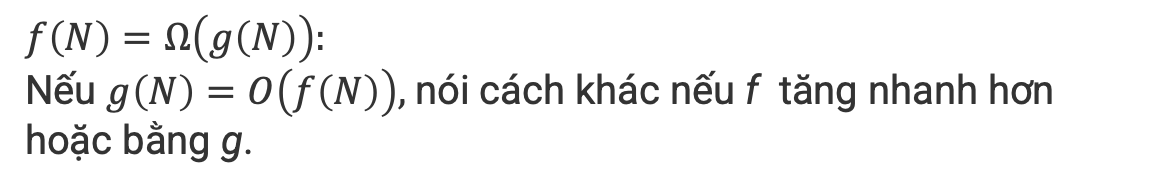 f(N) = Ω(g(N)):
Nếu g(N) = O(f(N)), nói cách khác nếu f tăng nhanh hơn
hoặc bằng g.